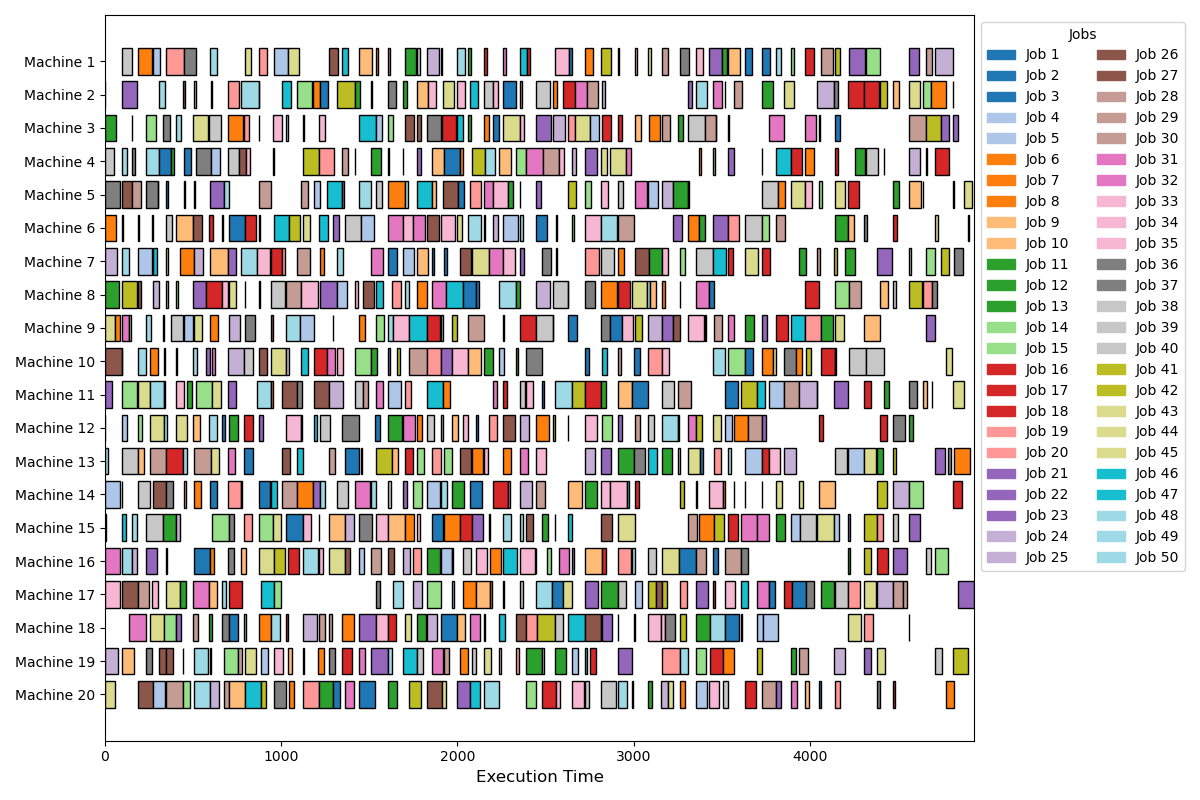 Machine 1
Machine 2
Machine 3
Machine 4
Machine 5
Machine 6
Machine 7
Machine 8
Machine 9
Machine 10
Machine 11
Machine 12
Machine 13
Machine 14
Machine 15
Machine 16
Machine 17
Machine 18
Machine 19
Machine 20
0 1000 2000 3000 4000
Execution Time
Jobs
Job 1 Job 26
Job 2 Job 27
Job 3 Job 28
Job 4 Job 29
Job 5 Job 30
Job 6 Job 31
Job 7 Job 32
Job 8 Job 33
Job 9 Job 34
Job 10 Job 35
Job 11 Job 36
Job 12 Job 37
Job 13 Job 38
Job 14 Job 39
Job 15 Job 40
Job 16 Job 41
Job 17 Job 42
Job 18 Job 43
Job 19 Job 44
Job 20 Job 45
Job 21 Job 46
Job 22 Job 47
Job 23 Job 48
Job 24 Job 49
Job 25 Job 50